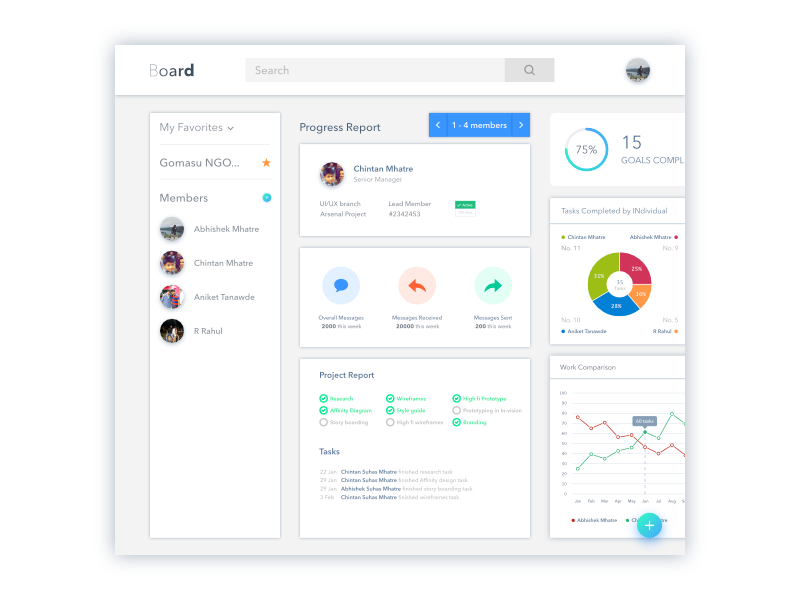 Board
Search
My Favorites
Gomasu NGO...
Members
Abhishek Mhatre
Chintan Mhatre
Aniket Tanawde
R Rahul
Progress Report
1 - 4 members
Chintan Mhatre
Senior Manager
UI/UX branch
Lead Member
Active
Arsenal Project
#2342453
Overall Messages
2000 this week
Messages Received
20000 this week
Messages Sent
200 this week
Project Report
Research
Wireframes
High fi Prototype
Affinity Diagram
Style guide
Prototyping in In-vision
Story boarding
High fi wireframes
Branding
Tasks
22 Jan Chintan Suhas Mhatre finished research task
29 Jan Chintan Suhas Mhatre finished Affinity design task
29 Jan Abhishek Suhas Mhatre finished story boarding task
3 Feb Chintan Suhas Mhatre finished wireframes task
75%
15
GOALS COMPL
Tasks Completed by INdividual
Chintan Mhatre
Abhishek Mhatre
No. 11
No. 9
31%
25%
35
Tasks
28%
No. 10
No. 5
Aniket Tanawde
R Rahul
Work Comparison
100
90
80
70
60
50
40
30
20
10
0
60 tasks
Jan Feb Mar Apr May Jun Jul Aug
Abhishek Mhatre